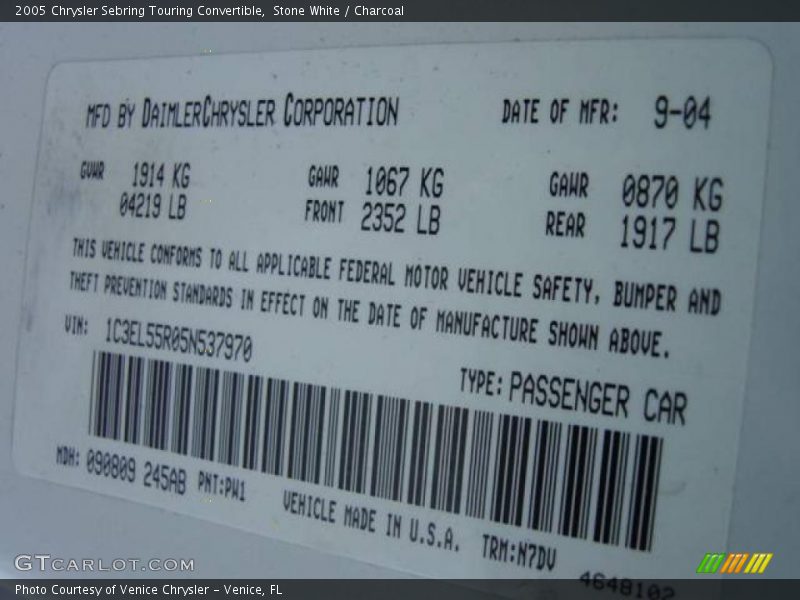 2005 Chrysler Sebring Touring Convertible,  Stone White / Charcoal
MFD BY DAIMLERCHRYSLER CORPORATION DATE OF MFR: 9-04
GVWR 1914 KG GAWR 1067 KG GAWR 0870 KG
04219 LB FRONT 2352 LB REAR 1917 LB
THIS VEHICLE CONFORMS TO ALL APPLICABLE FEDERAL MOTOR VEHICLE SAFETY, BUMPER AND
THEFT PREVENTION STANDARDS IN EFFECT ON THE DATE OF MANUFACTURE SHOWN ABOVE.
VIN: 1C3EL55R05N537970
TYPE: PASSENGER CAR
MDH: 090809 245AB PNT:PW1
VEHICLE MADE IN U.S.A. TRM:N7DV
4648102
GTCARLOT.COM
Photo Courtesy of Venice Chrysler – Venice, FL